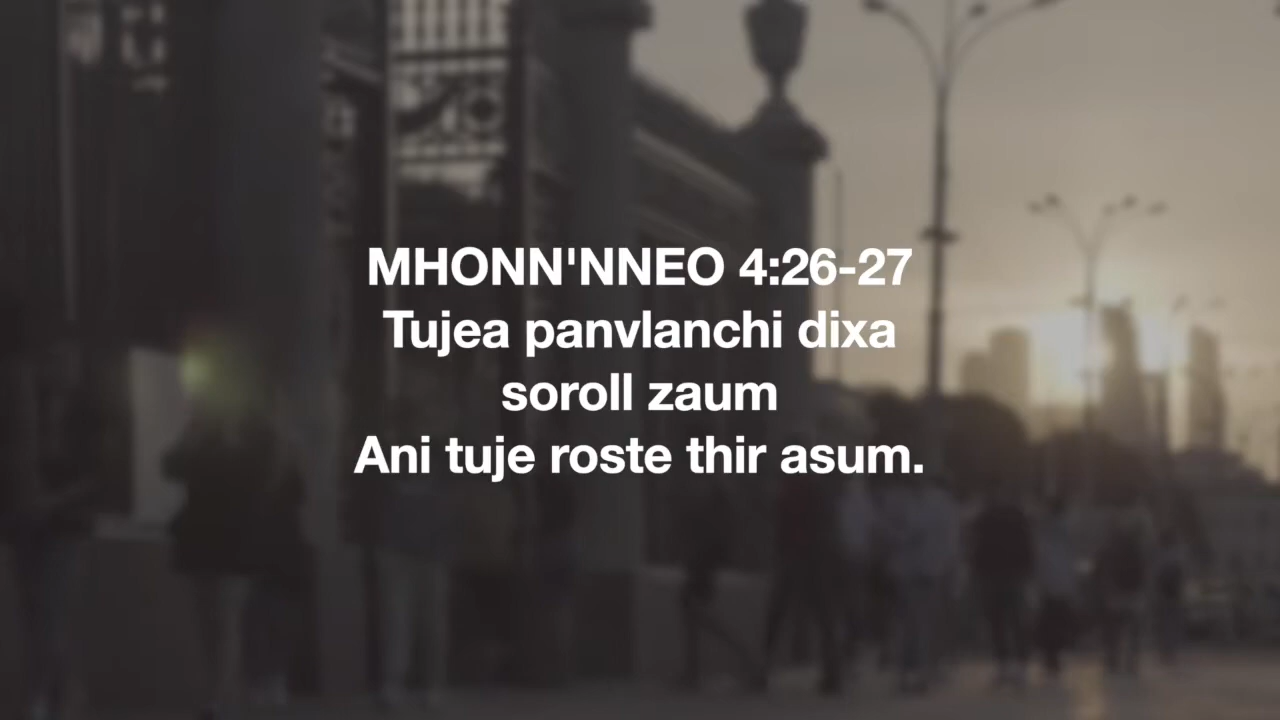 MHONN'NNEO 4:26-27
Tujea panvlanchi dixa
soroll zaum
Ani tuje roste thir asum.